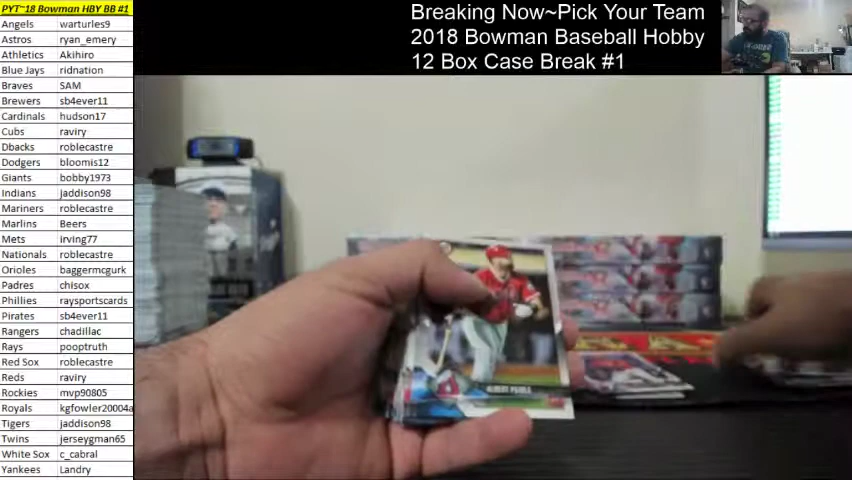 PYT~18 Bowman HBY BB #1
Angels warturles9
Astros ryan_emery
Athletics Akihiro
Blue Jays ridnation
Braves SAM
Brewers sb4ever11
Cardinals hudson17
Cubs raviry
Dbacks roblecastre
Dodgers bloomis12
Giants bobby1973
Indians jaddison98
Mariners roblecastre
Marlins Beers
Mets irving77
Nationals roblecastre
Orioles baggermcgurk
Padres chisox
Phillies raysportscards
Pirates sb4ever11
Rangers chadillac
Rays pooptruth
Red Sox roblecastre
Reds raviry
Rockies mvp90805
Royals kgfowler20004a
Tigers jaddison98
Twins jerseygman65
White Sox c_cabral
Yankees Landry
Breaking Now~Pick Your Team
2018 Bowman Baseball Hobby
12 Box Case Break #1
ALBERT PUJOLS